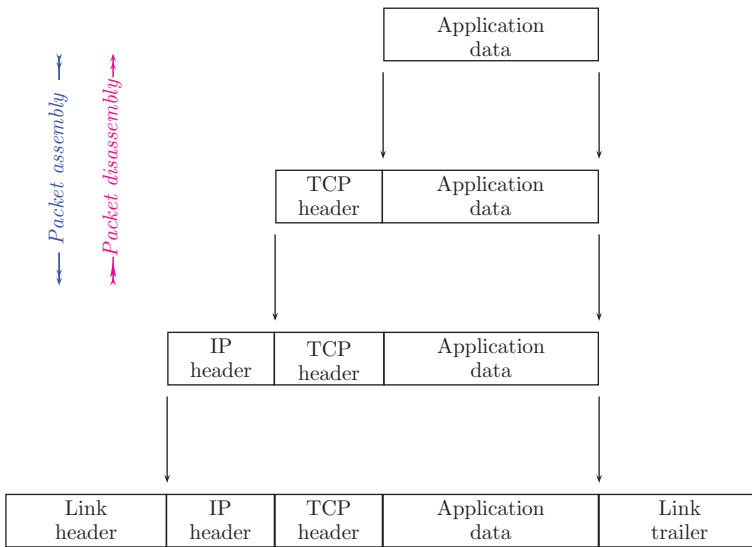 Application
data
Packet assembly
Packet disassembly
TCP
header
Application
data
IP
header
TCP
header
Application
data
Link
header
IP
header
TCP
header
Application
data
Link
trailer